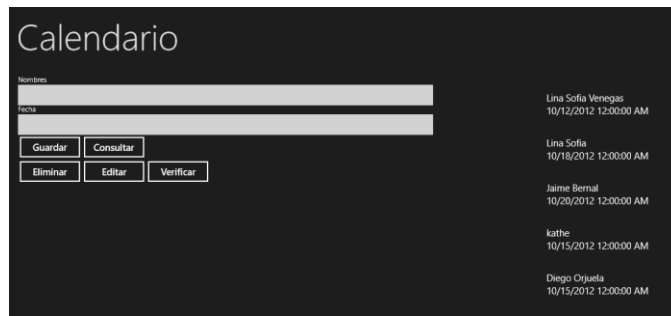 Calendario
Nombres
Fecha
Guardar Consultar
Eliminar Editar Verificar
Lina Sofia Venegas
10/12/2012 12:00:00 AM
Lina Sofia
10/18/2012 12:00:00 AM
Jaime Bernal
10/20/2012 12:00:00 AM
kathe
10/15/2012 12:00:00 AM
Diego Orjuela
10/15/2012 12:00:00 AM